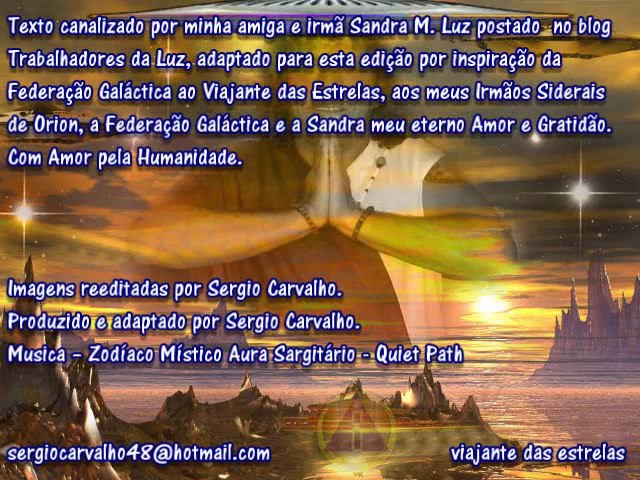 Texto canalizado por minha amiga e irmã Sandra M. Luz postado no blog
Trabalhadores da Luz, adaptado para esta edição por inspiração da
Federação Galáctica ao Viajante das Estrelas, aos meus Irmãos Siderais
de Orion, a Federação Galáctica e a Sandra meu eterno Amor e Gratidão.
Com Amor pela Humanidade.
Imagens reeditadas por Sergio Carvalho.
Produzido e adaptado por Sergio Carvalho.
Musica – Zodíaco Místico Aura Sargitário - Quiet Path
sergiocarvalho48@hotmail.com
viajante das estrelas